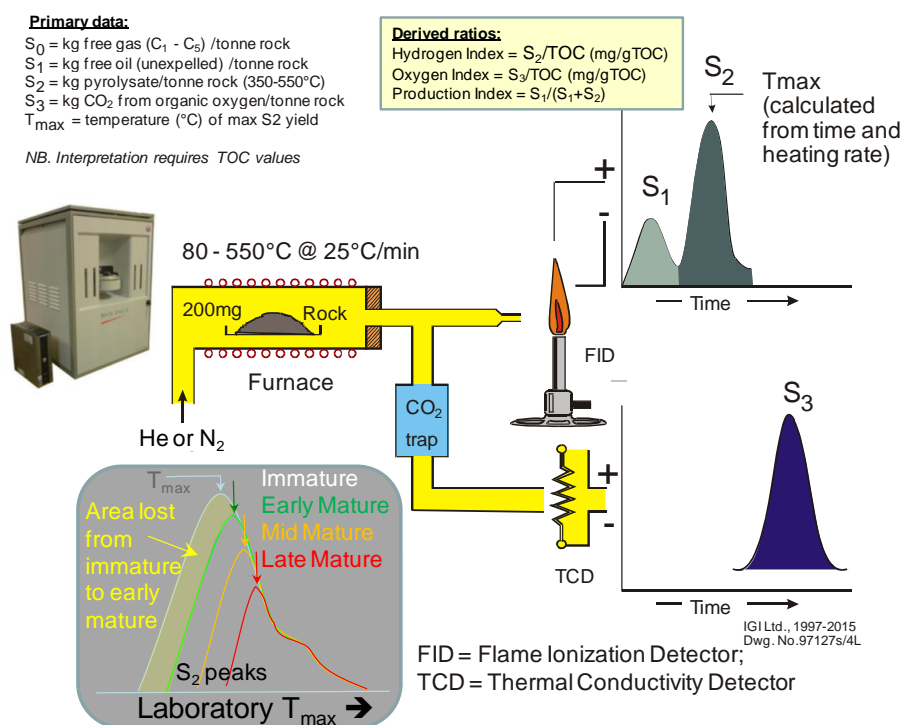 Primary data:
S0 = kg free gas (C1 - C5) /tonne rock
S1 = kg free oil (unexpelled) /tonne rock
S2 = kg pyrolysate/tonne rock (350-550°C)
S3 = kg CO2 from organic oxygen/tonne rock
Tmax = temperature (°C) of max S2 yield
NB. Interpretation requires TOC values
Derived ratios:
Hydrogen Index = S2/TOC (mg/gTOC)
Oxygen Index = S3/TOC (mg/gTOC)
Production Index = S1/(S1+S2)
S2
Tmax
(calculated
from time and
heating rate)
S1
+
-
Time
80 - 550°C @ 25°C/min
200mg
Rock
Furnace
He or N2
FID
CO2
trap
+
-
TCD
S3
Time
IGI Ltd., 1997-2015
Dwg. No.97127s/4L
Tmax
Immature
Early Mature
Mid Mature
Late Mature
Area lost
from
immature
to early
mature
S2 peaks
Laboratory Tmax ➔
FID = Flame Ionization Detector;
TCD = Thermal Conductivity Detector